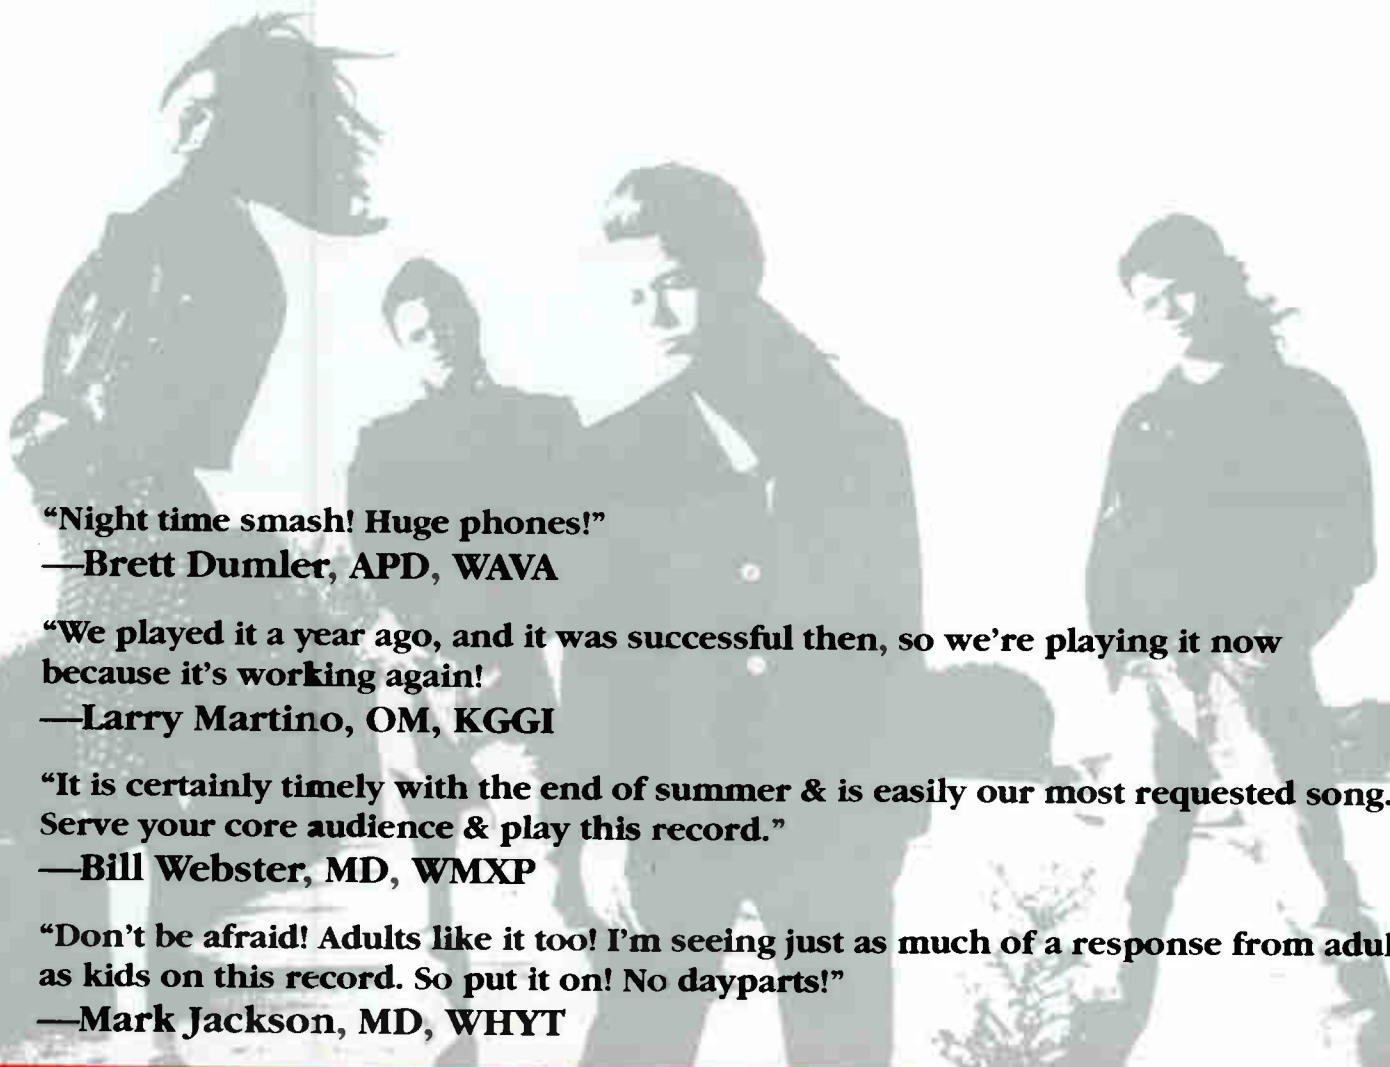 “Night time smash! Huge phones!”
—Brett Dumler, APD, WAVA
“We played it a year ago, and it was successful then, so we're playing it now
because it's working again!
—Larry Martino, OM, KGGI
“It is certainly timely with the end of summer & is easily our most requested song.
Serve your core audience & play this record.”
—Bill Webster, MD, WMXP
“Don't be afraid! Adults like it too! I'm seeing just as much of a response from
as kids on this record. So put it on! No dayparts!”
—Mark Jackson, MD, WHYT